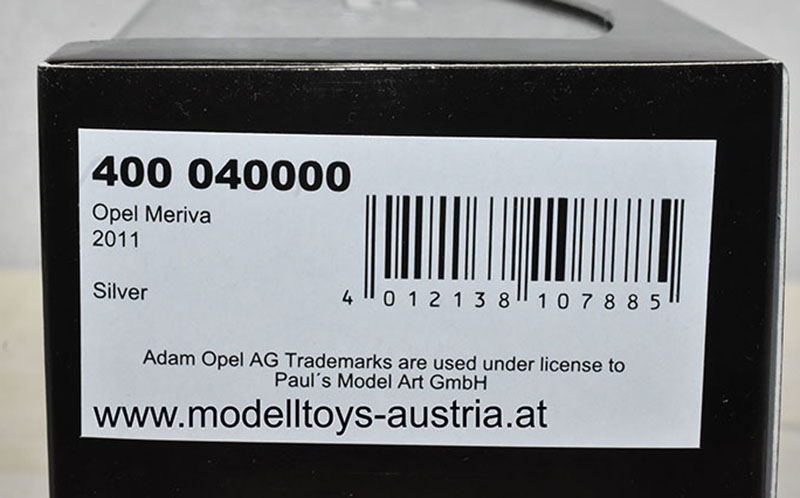 400 040000
Opel Meriva
2011
Silver
4 012138 107885
Adam Opel AG Trademarks are used under license to
Paul´s Model Art GmbH
www.modelltoys-austria.at